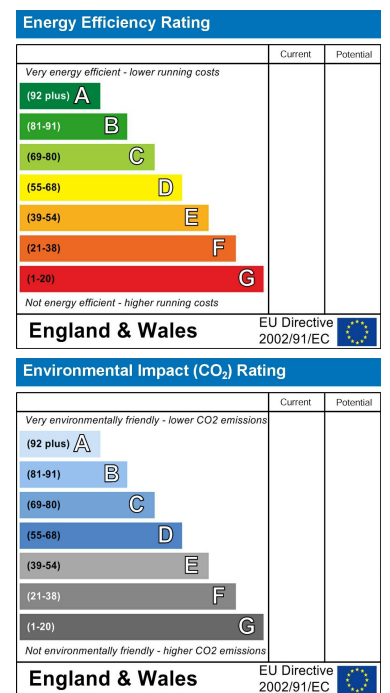 Energy Efficiency Rating
Current Potential
Very energy efficient - lower running costs
(92 plus) A
(81-91) B
(69-80) C
(55-68) D
(39-54) E
(21-38) F
(1-20) G
Not energy efficient - higher running costs
England & Wales EU Directive 2002/91/EC
Environmental Impact (CO₂) Rating
Current Potential
Very environmentally friendly - lower CO2 emissions
(92 plus) A
(81-91) B
(69-80) C
(55-68) D
(39-54) E
(21-38) F
(1-20) G
Not environmentally friendly - higher CO2 emissions
England & Wales EU Directive 2002/91/EC